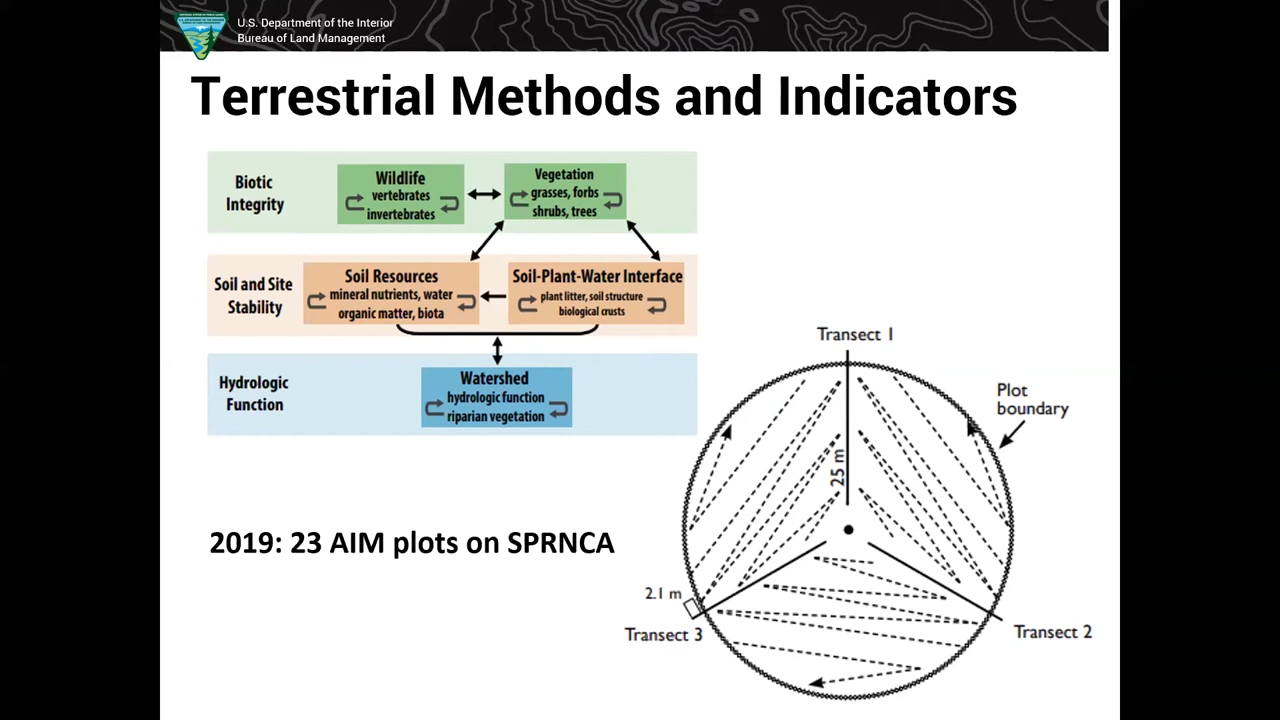 U.S. Department of the Interior
Bureau of Land Management
Terrestrial Methods and Indicators
Biotic
Integrity
Wildlife
vertebrates
invertebrates
Vegetation
grasses, forbs
shrubs, trees
Soil and Site
Stability
Soil Resources
mineral nutrients, water
organic matter, biota
Soil-Plant-Water Interface
plant litter, soil structure
biological crusts
Hydrologic
Function
Watershed
hydrologic function
riparian vegetation
2019: 23 AIM plots on SPRNCA
Transect 1
Plot
boundary
25 m
2.1 m
Transect 3
Transect 2